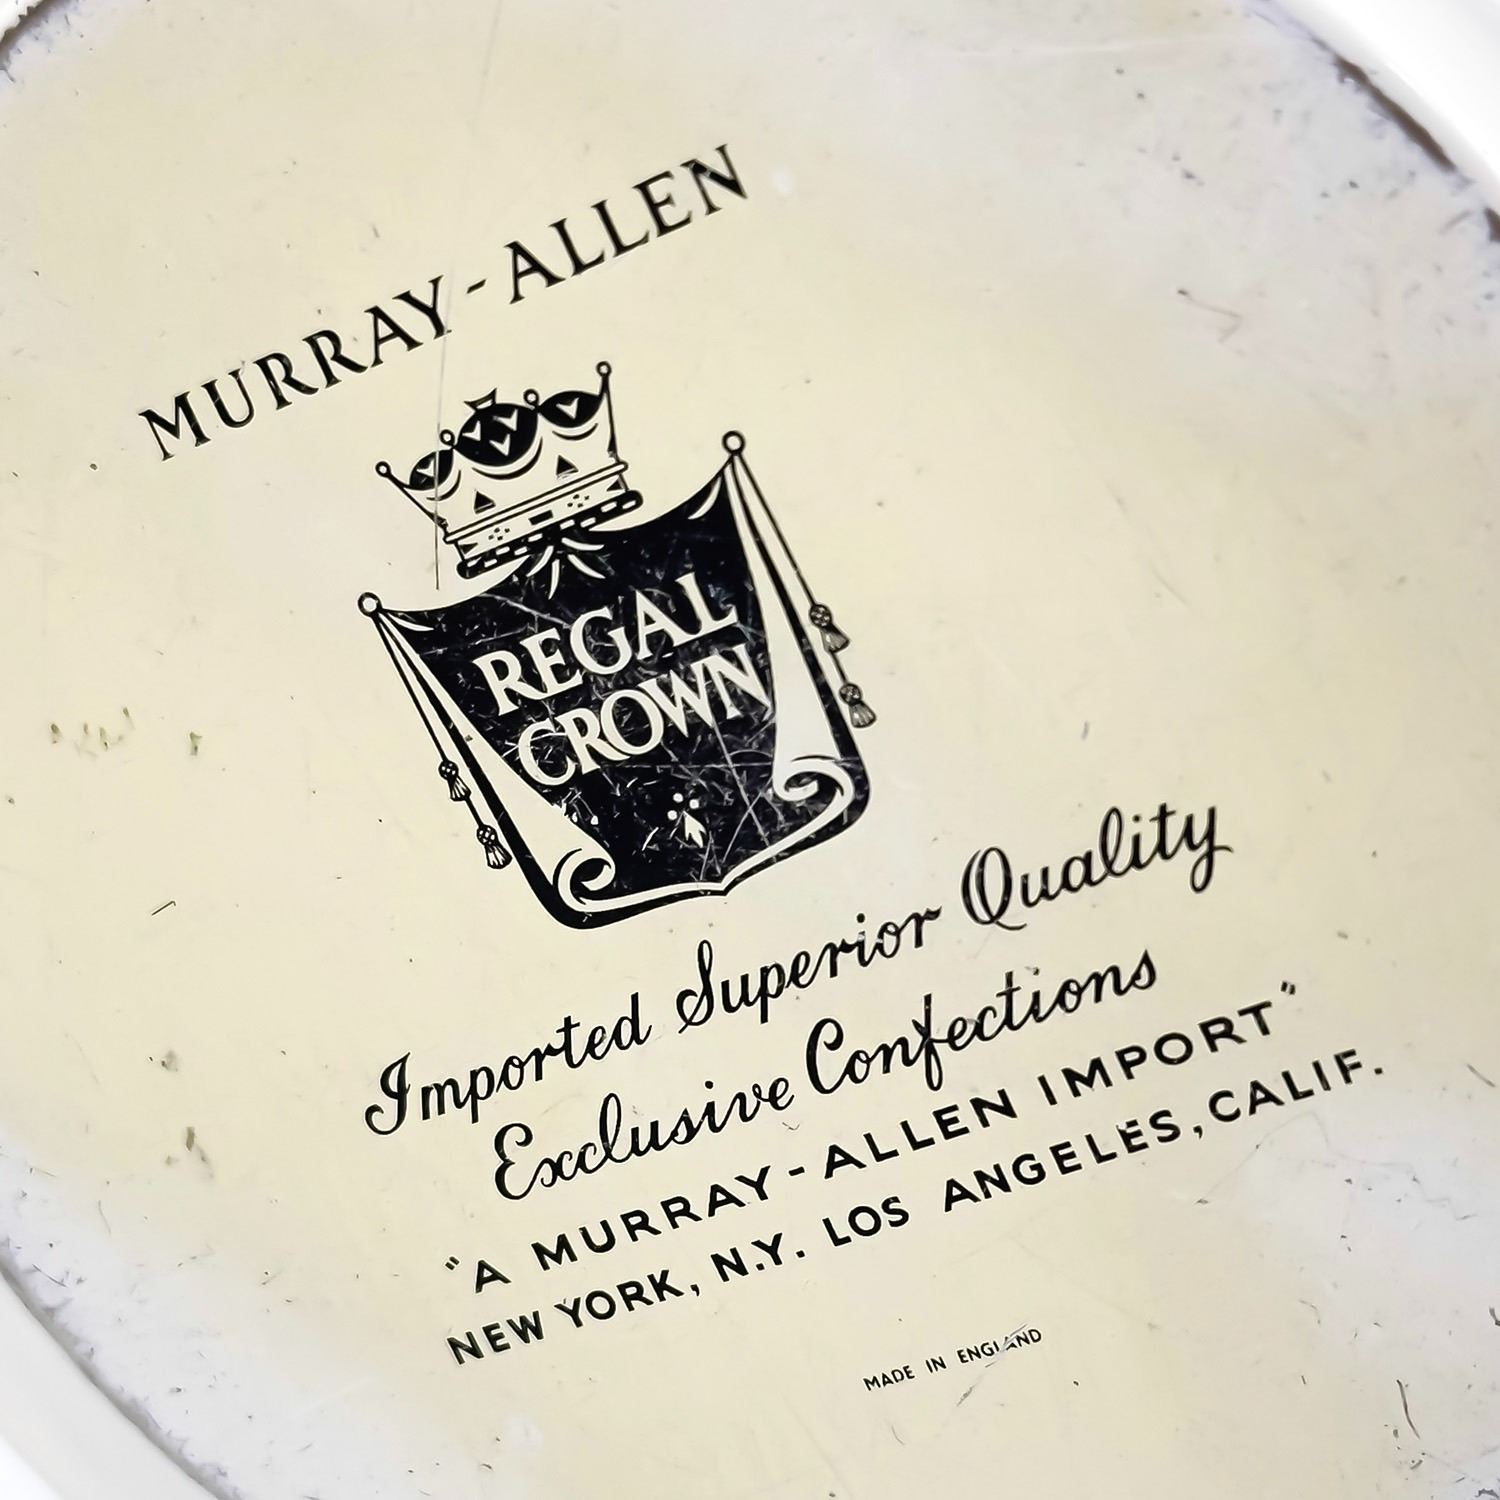 MURRAY-ALLEN
REGAL
CROWN
Imported Superior Quality
Exclusive Confections
"A MURRAY-ALLEN IMPORT"
NEW YORK, N.Y. LOS ANGELES, CALIF.
MADE IN ENGLAND